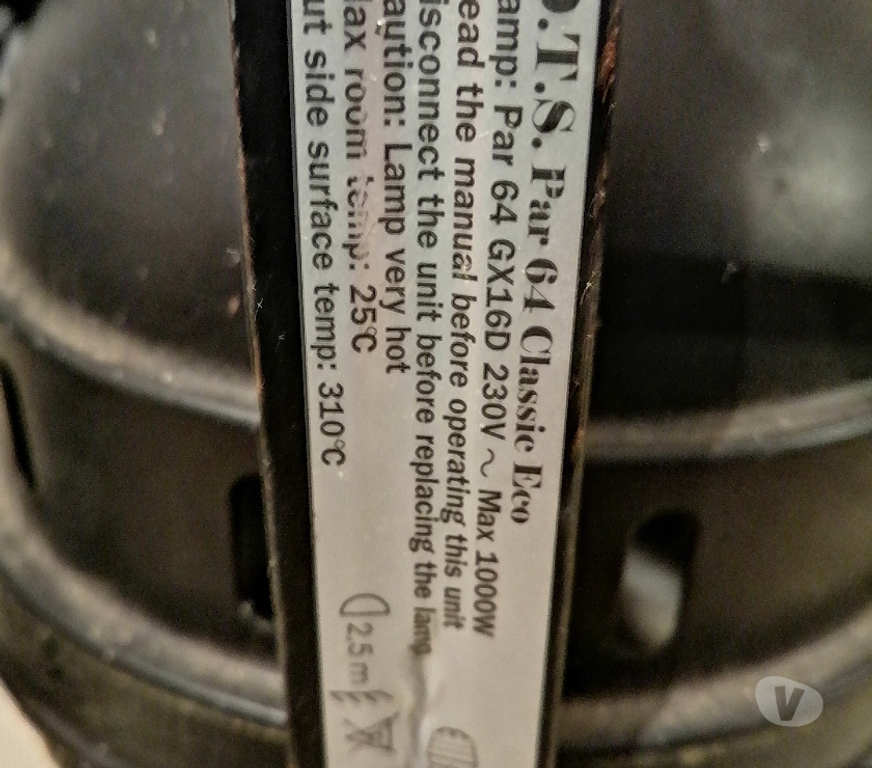 .T.S. Par 64 Classic Eco
amp: Par 64 GX16D 230V ~ Max 1000W
ead the manual before operating this unit
isconnect the unit before replacing the lamp
aution: Lamp very hot
ax room temp: 25°C
ut side surface temp: 310°C
2.5 m
V